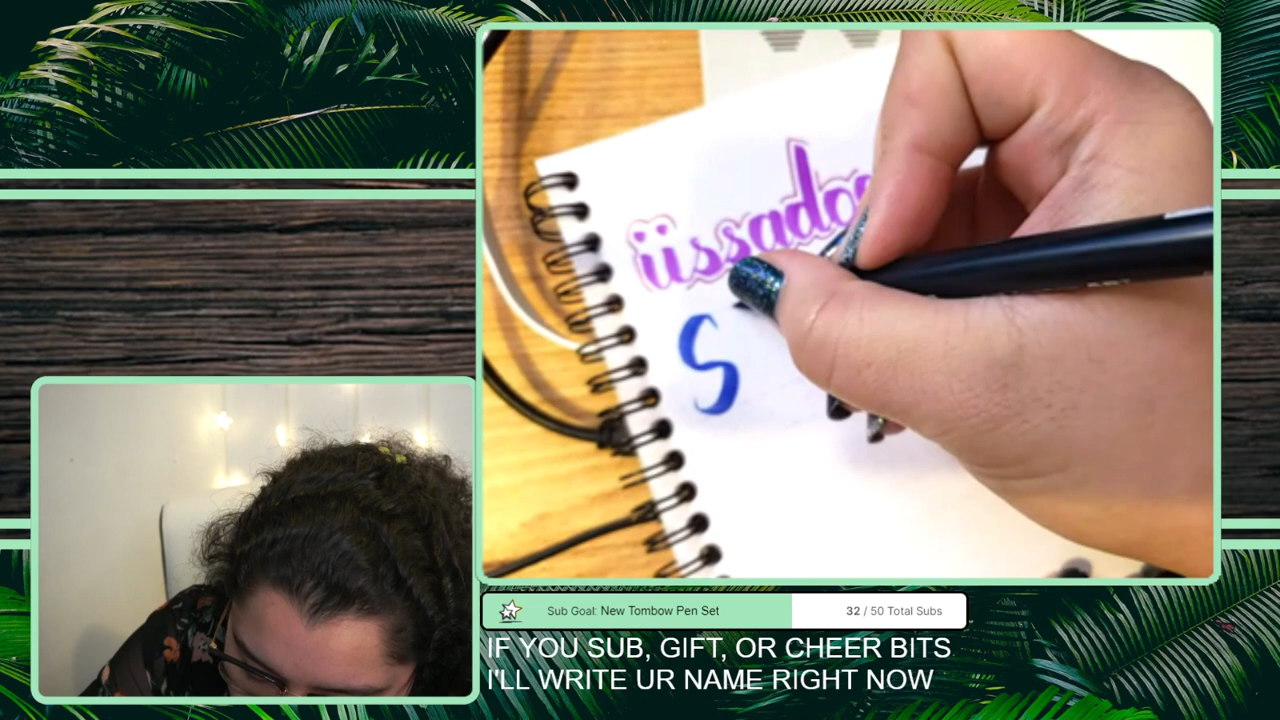 S
Sub Goal: New Tombow Pen Set 32 / 50 Total Subs
IF YOU SUB, GIFT, OR CHEER BITS
I'LL WRITE UR NAME RIGHT NOW